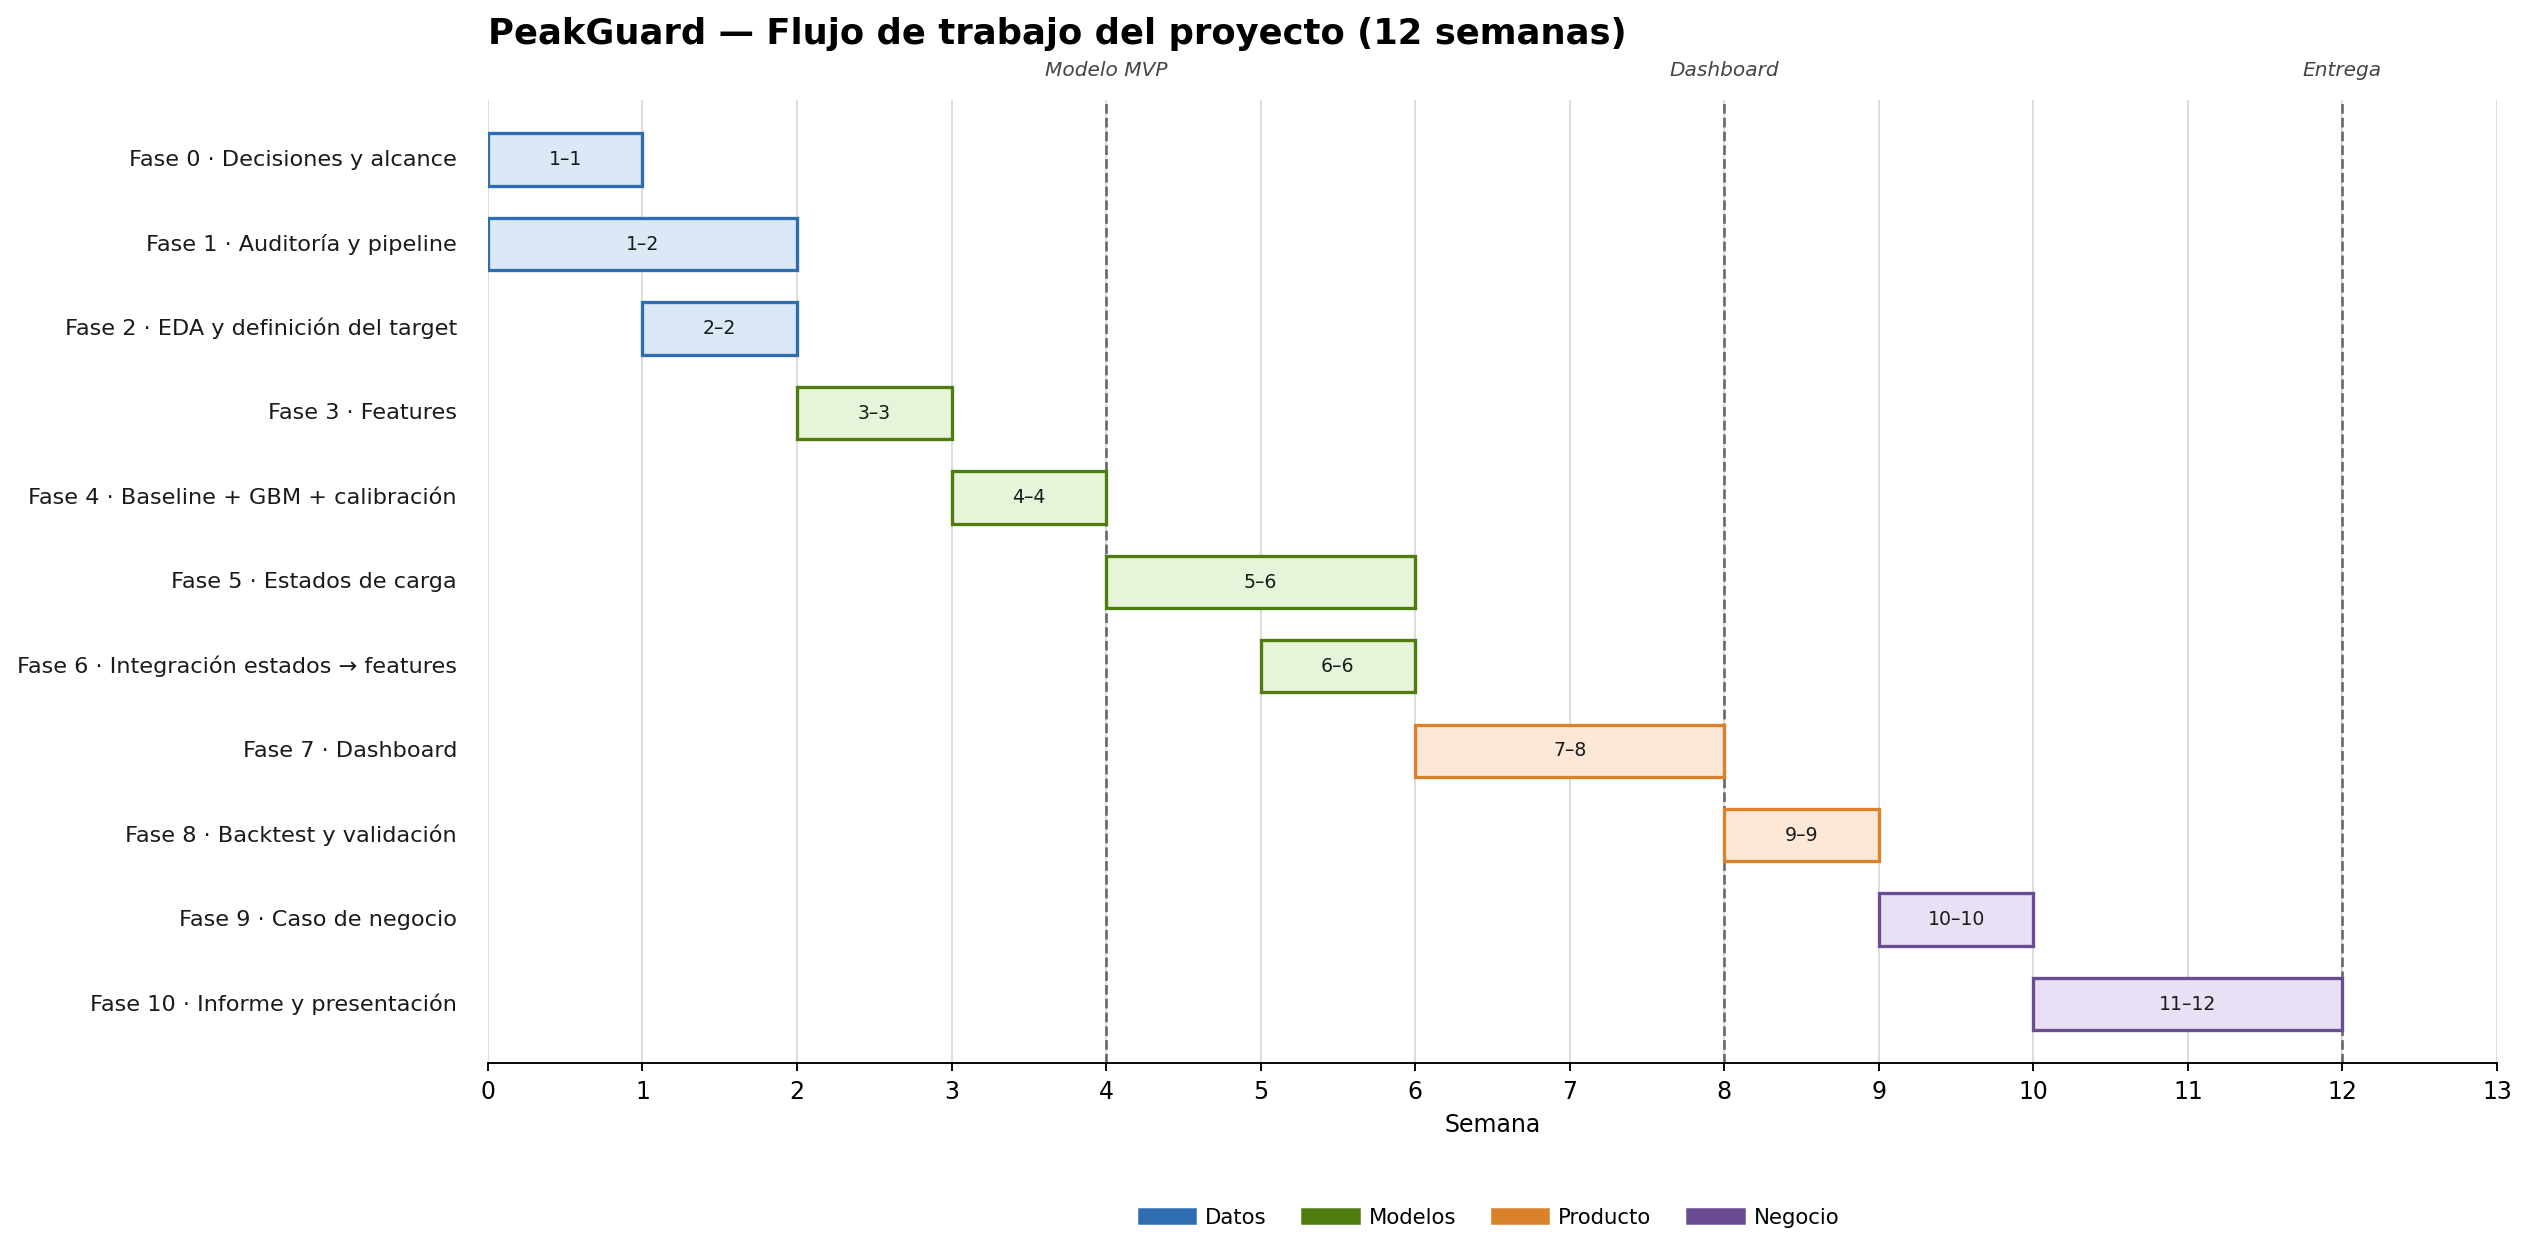 PeakGuard — Flujo de trabajo del proyecto (12 semanas)
Modelo MVP
Dashboard
Entrega
Fase 0 · Decisiones y alcance
1–1
Fase 1 · Auditoría y pipeline
1–2
Fase 2 · EDA y definición del target
2–2
Fase 3 · Features
3–3
Fase 4 · Baseline + GBM + calibración
4–4
Fase 5 · Estados de carga
5–6
Fase 6 · Integración estados → features
6–6
Fase 7 · Dashboard
7–8
Fase 8 · Backtest y validación
9–9
Fase 9 · Caso de negocio
10–10
Fase 10 · Informe y presentación
11–12
0 1 2 3 4 5 6 7 8 9 10 11 12 13
Semana
Datos Modelos Producto Negocio